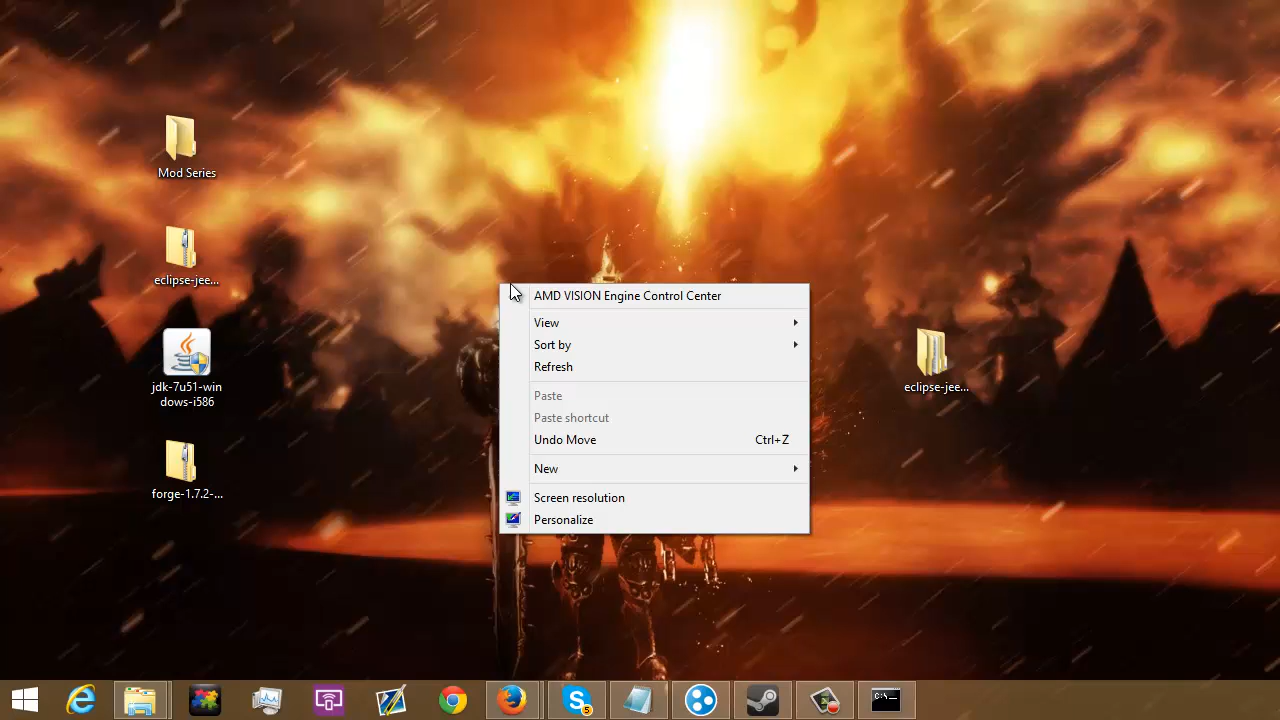 Mod Series
eclipse-jee...
jdk-7u51-win
dows-i586
forge-1.7.2-...
AMD VISION Engine Control Center
View
Sort by
Refresh
Paste
Paste shortcut
Undo Move Ctrl+Z
New
Screen resolution
Personalize
eclipse-jee...
5
C:\.